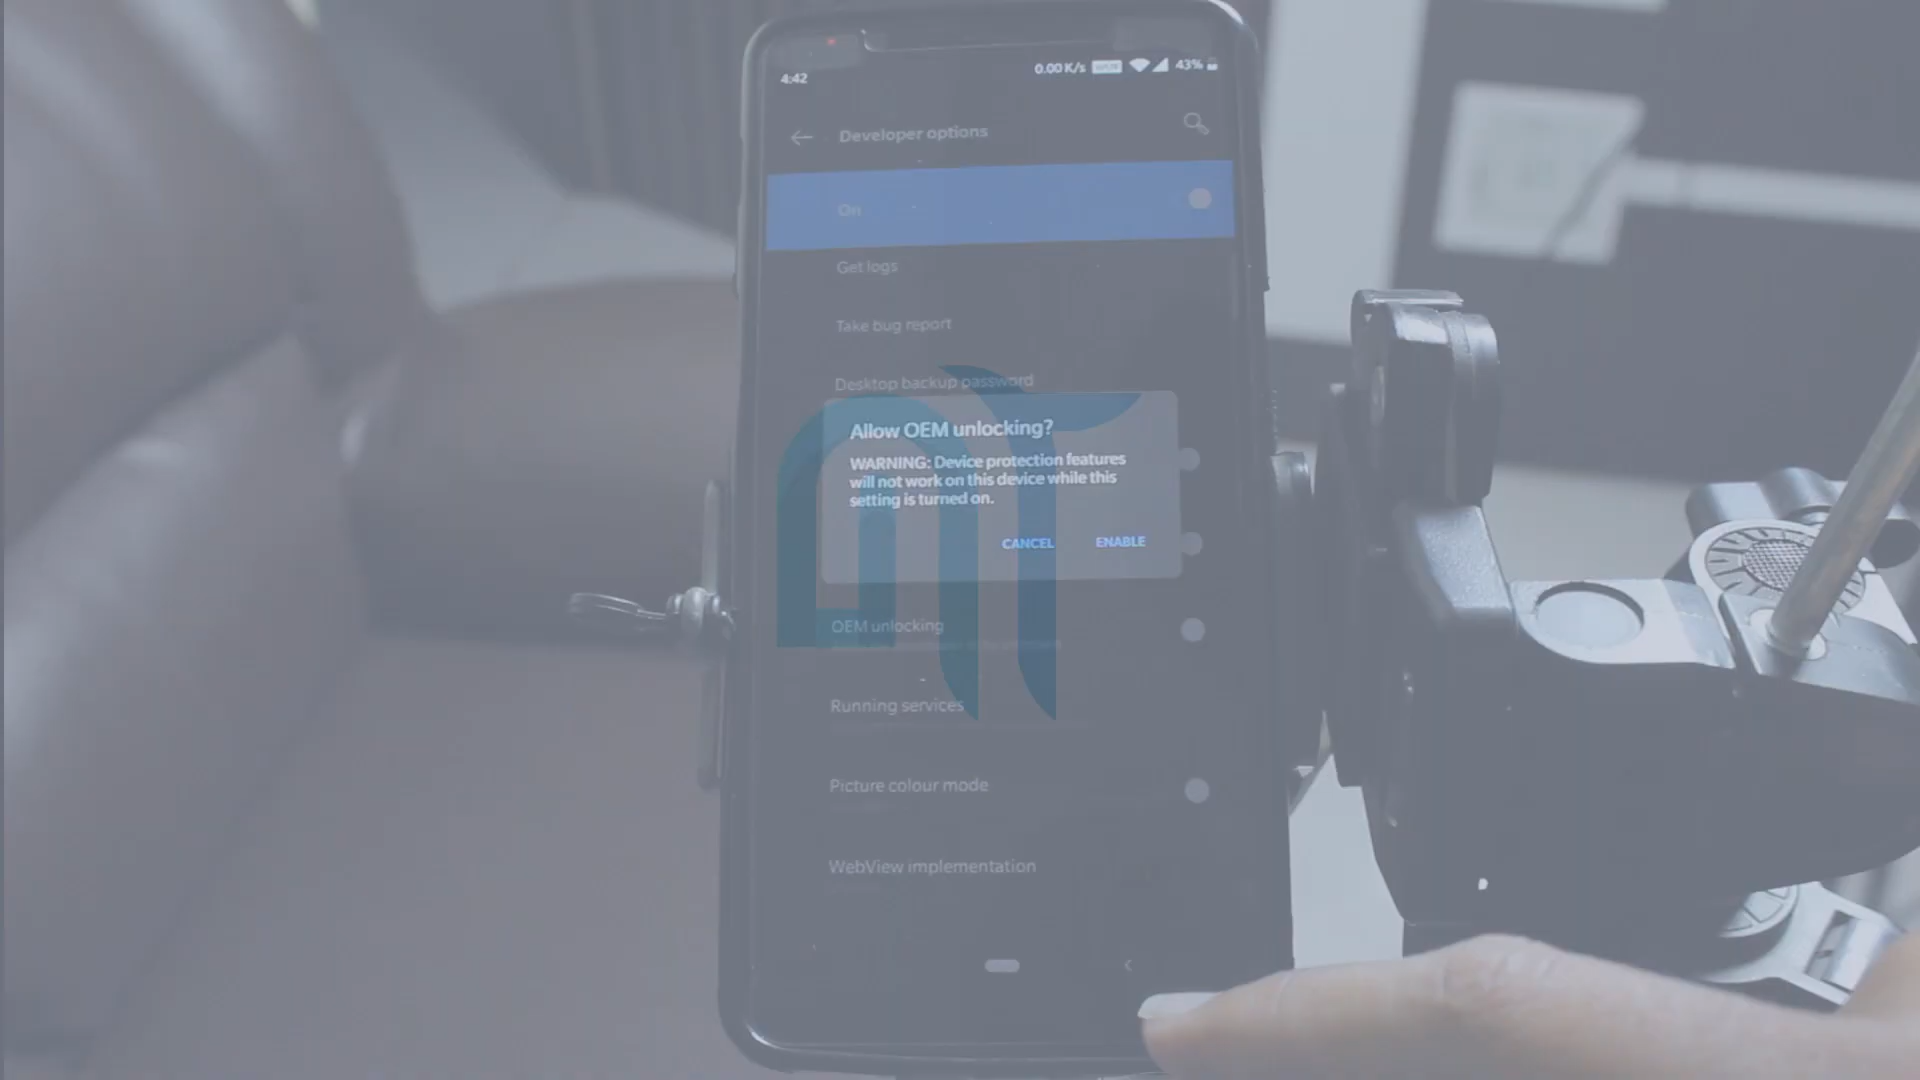 4:42
0.00 K/s
43%
Developer options
On
Get logs
Take bug report
Desktop backup password
Allow OEM unlocking?
WARNING: Device protection features
will not work on this device while this
setting is turned on.
CANCEL ENABLE
OEM unlocking
Running services
Picture colour mode
WebView implementation